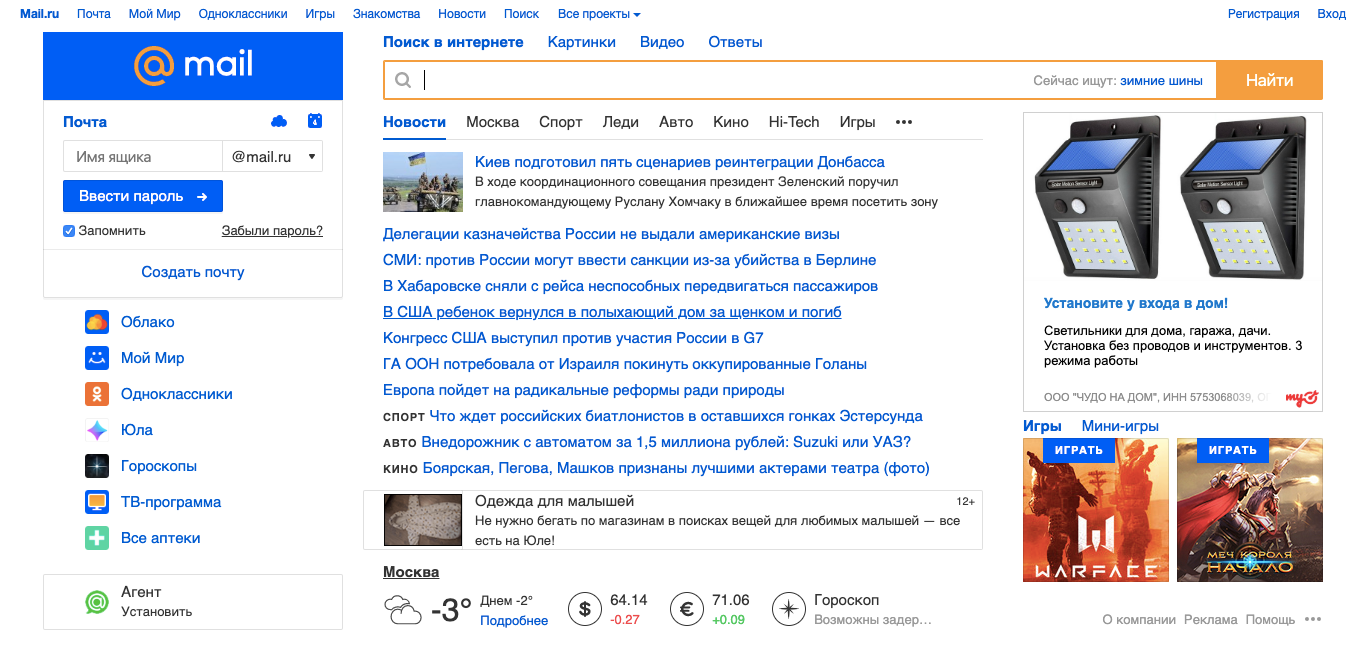 Mail.ru Почта Мой Мир Одноклассники Игры Знакомства Новости Поиск Все проекты Регистрация Вход
@mail
Почта
Имя ящика @mail.ru
Ввести пароль →
Запомнить Забыли пароль?
Создать почту
Облако
Мой Мир
Одноклассники
Юла
Гороскопы
ТВ-программа
Все аптеки
Агент
Установить
Поиск в интернете Картинки Видео Ответы
Сейчас ищут: зимние шины Найти
Новости Москва Спорт Леди Авто Кино Hi-Tech Игры •••
Киев подготовил пять сценариев реинтеграции Донбасса
В ходе координационного совещания президент Зеленский поручил
главнокомандующему Руслану Хомчаку в ближайшее время посетить зону
Делегации казначейства России не выдали американские визы
СМИ: против России могут ввести санкции из-за убийства в Берлине
В Хабаровске сняли с рейса неспособных передвигаться пассажиров
В США ребенок вернулся в полыхающий дом за щенком и погиб
Конгресс США выступил против участия России в G7
ГА ООН потребовала от Израиля покинуть оккупированные Голаны
Европа пойдет на радикальные реформы ради природы
СПОРТ Что ждет российских биатлонистов в оставшихся гонках Эстерсунда
АВТО Внедорожник с автоматом за 1,5 миллиона рублей: Suzuki или УАЗ?
КИНО Боярская, Пегова, Машков признаны лучшими актерами театра (фото)
Одежда для малышей 12+
Не нужно бегать по магазинам в поисках вещей для любимых малышей — все
есть на Юле!
Москва
-3° Днем -2° $ 64.14 € 71.06 Гороскоп
Подробнее -0.27 +0.09 Возможны задер…
Установите у входа в дом!
Светильники для дома, гаража, дачи.
Установка без проводов и инструментов. 3
режима работы
ООО "ЧУДО НА ДОМ", ИНН 5753068039,
Игры Мини-игры
ИГРАТЬ ИГРАТЬ
WARFACE
МЕЧ КОРОЛЯ
НАЧАЛО
О компании Реклама Помощь •••